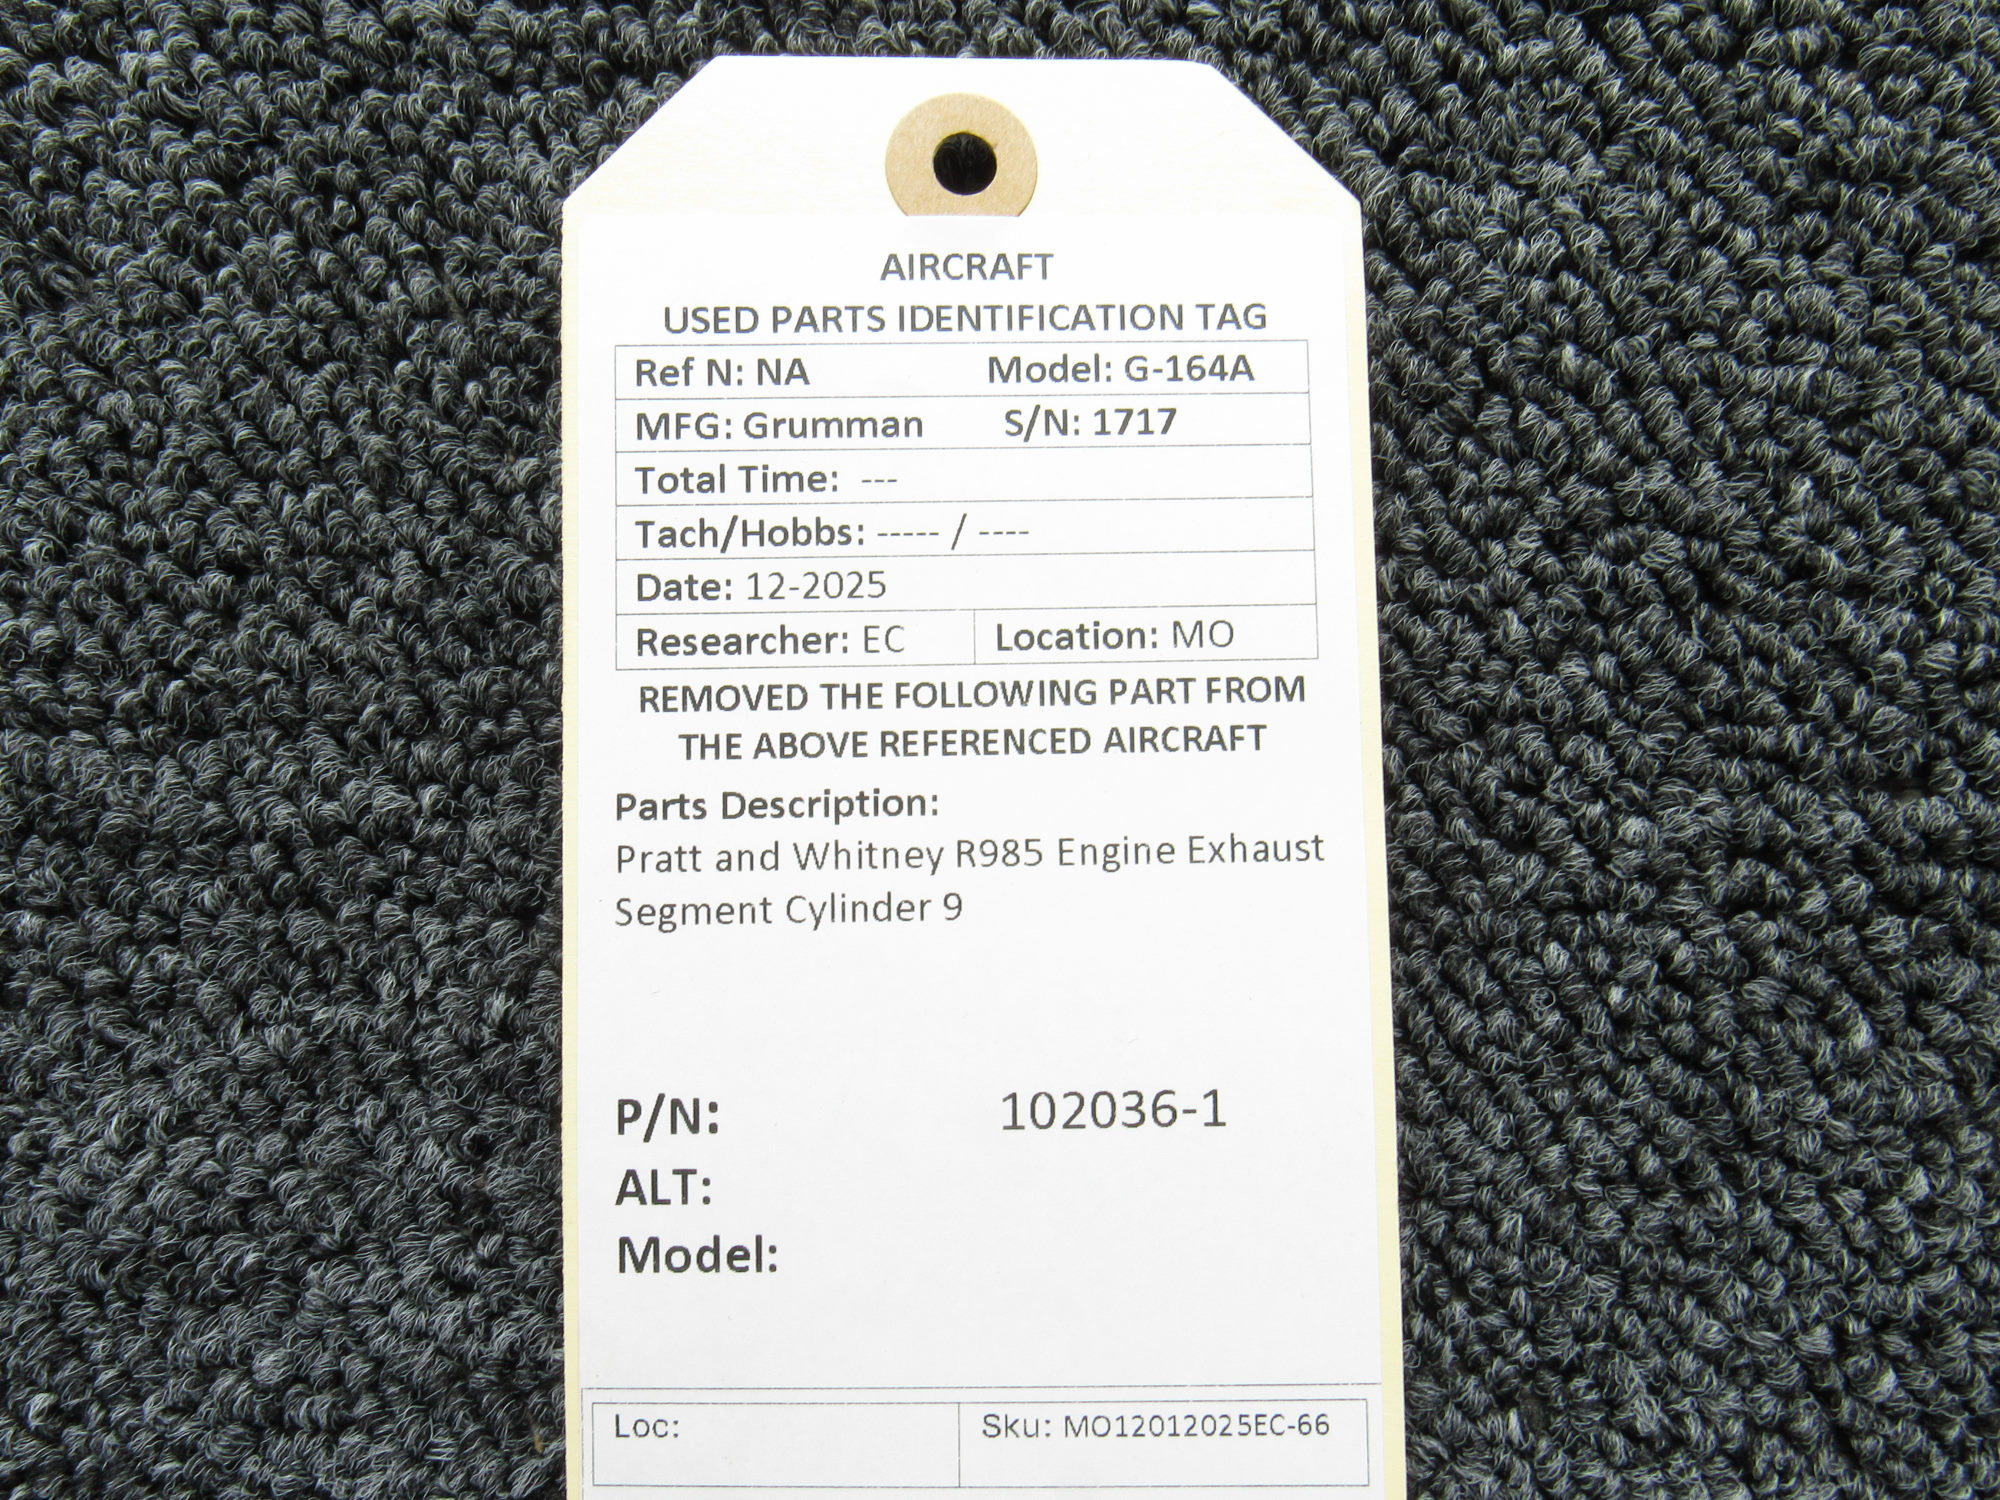 AIRCRAFT
USED PARTS IDENTIFICATION TAG
Ref N: NA Model: G-164A
MFG: Grumman S/N: 1717
Total Time: ---
Tach/Hobbs: ----- / ----
Date: 12-2025
Researcher: EC Location: MO
REMOVED THE FOLLOWING PART FROM
THE ABOVE REFERENCED AIRCRAFT
Parts Description:
Pratt and Whitney R985 Engine Exhaust
Segment Cylinder 9
P/N: 102036-1
ALT:
Model:
Loc: Sku: MO12012025EC-66